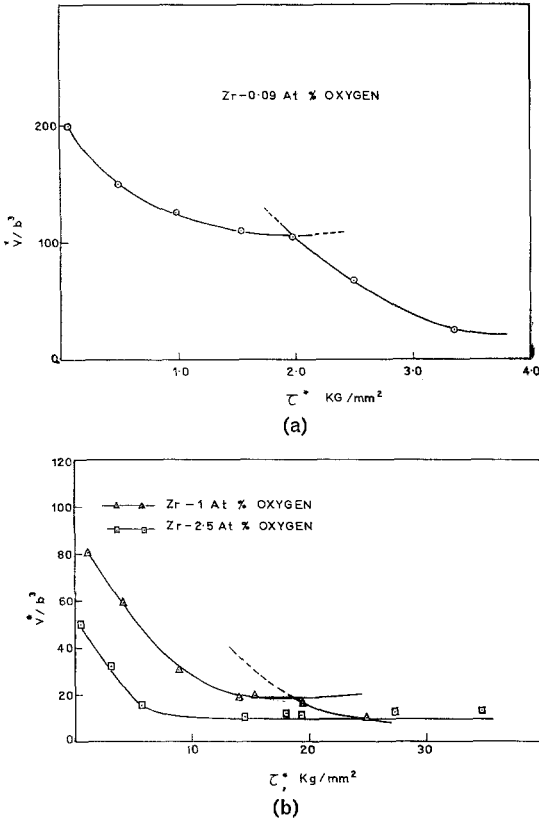 Zr-0.09 At % OXYGEN
200
100
0
V*/b³
1.0
2.0
3.0
4.0
τ* KG/mm²
(a)
120
100
80
60
40
20
0
V*/b³
Zr-1 At % OXYGEN
Zr-2.5 At % OXYGEN
10
20
30
τ*, Kg/mm²
(b)